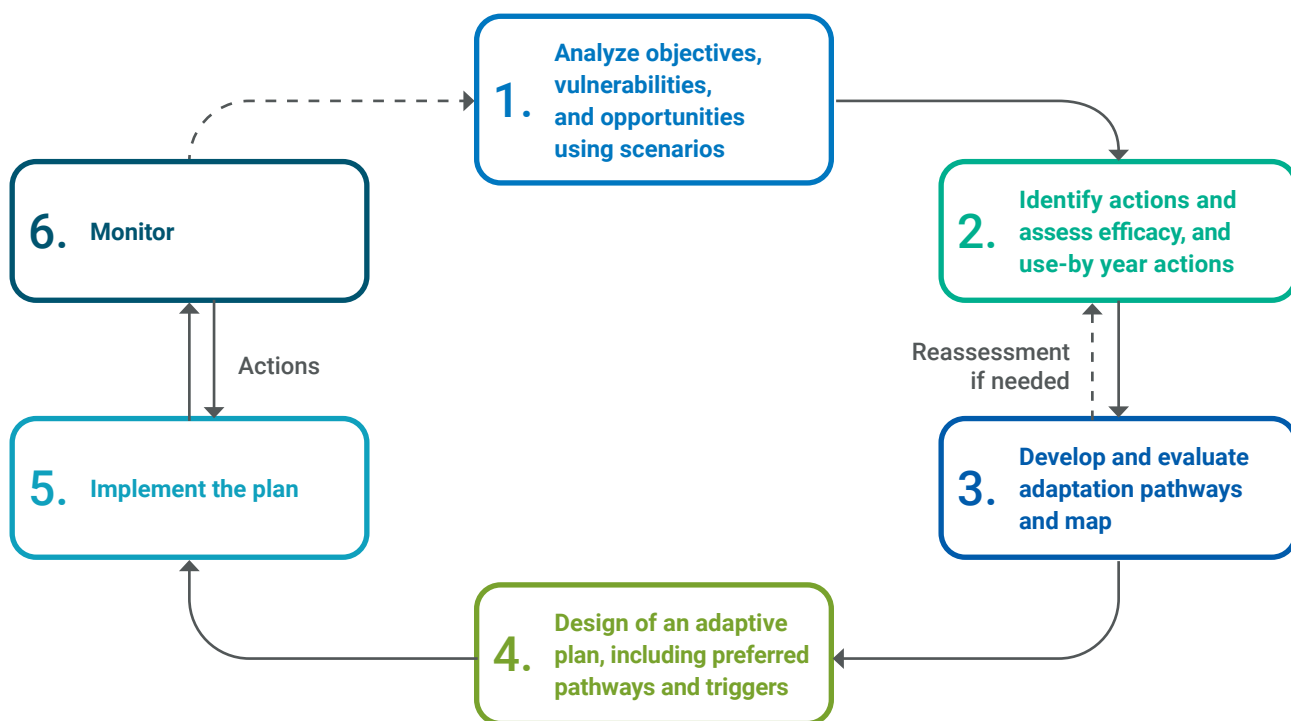 1.
Analyze objectives,
vulnerabilities,
and opportunities
using scenarios
2.
Identify actions and
assess efficacy, and
use-by year actions
Reassessment
if needed
3.
Develop and evaluate
adaptation pathways
and map
4.
Design of an adaptive
plan, including preferred
pathways and triggers
5.
Implement the plan
Actions
6.
Monitor